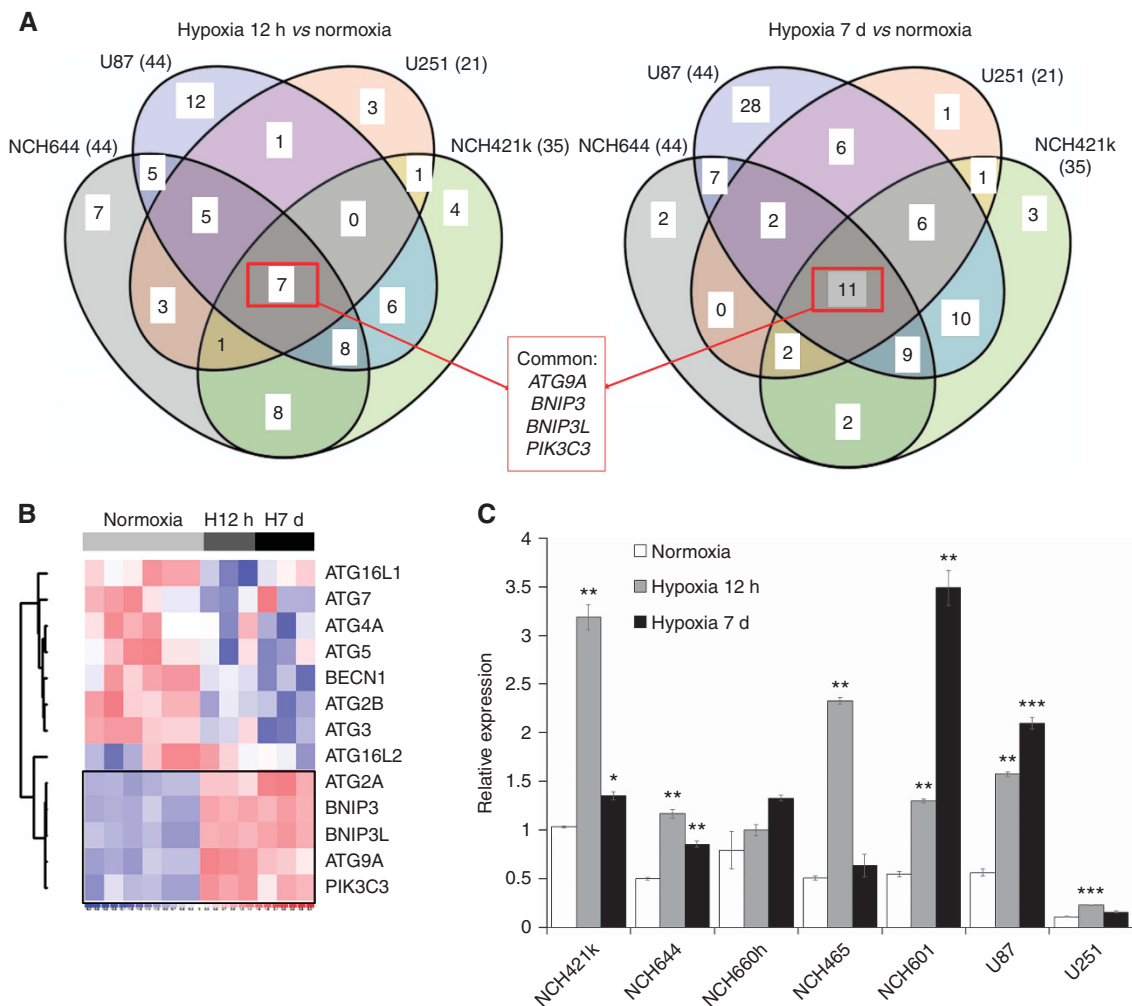 A
Hypoxia 12 h vs normoxia
Hypoxia 7 d vs normoxia
U87 (44)
U251 (21)
NCH644 (44)
NCH421k (35)
12
3
1
5
1
7
5
0
4
7
3
6
1
8
8
U87 (44)
U251 (21)
NCH644 (44)
NCH421k
(35)
28
1
6
7
1
2
2
6
3
11
0
10
2
9
2
Common:
ATG9A
BNIP3
BNIP3L
PIK3C3
B
Normoxia H12 h H7 d
ATG16L1
ATG7
ATG4A
ATG5
BECN1
ATG2B
ATG3
ATG16L2
ATG2A
BNIP3
BNIP3L
ATG9A
PIK3C3
C
Relative expression
4
3.5
3
2.5
2
1.5
1
0.5
0
Normoxia
Hypoxia 12 h
Hypoxia 7 d
**
*
**
**
**
**
**
**
***
***
NCH421k
NCH644
NCH660h
NCH465
NCH601
U87
U251